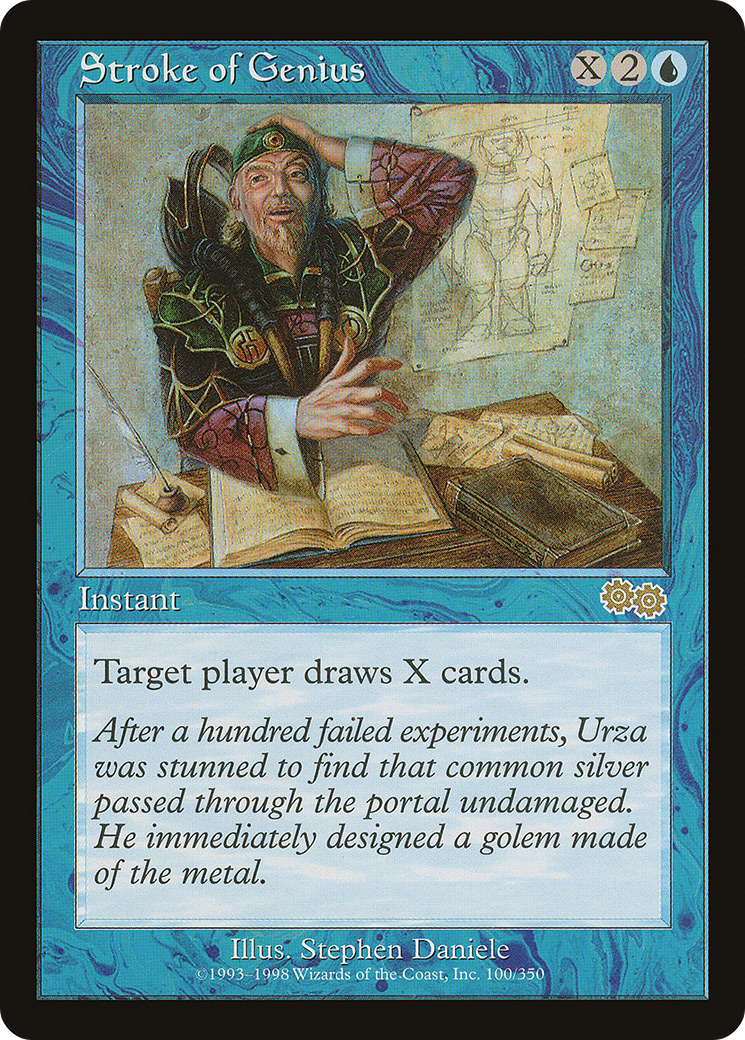 Stroke of Genius
X 2
Instant
Target player draws X cards.
After a hundred failed experiments, Urza
was stunned to find that common silver
passed through the portal undamaged.
He immediately designed a golem made
of the metal.
Illus. Stephen Daniele
©1993–1998 Wizards of the Coast, Inc. 100/350